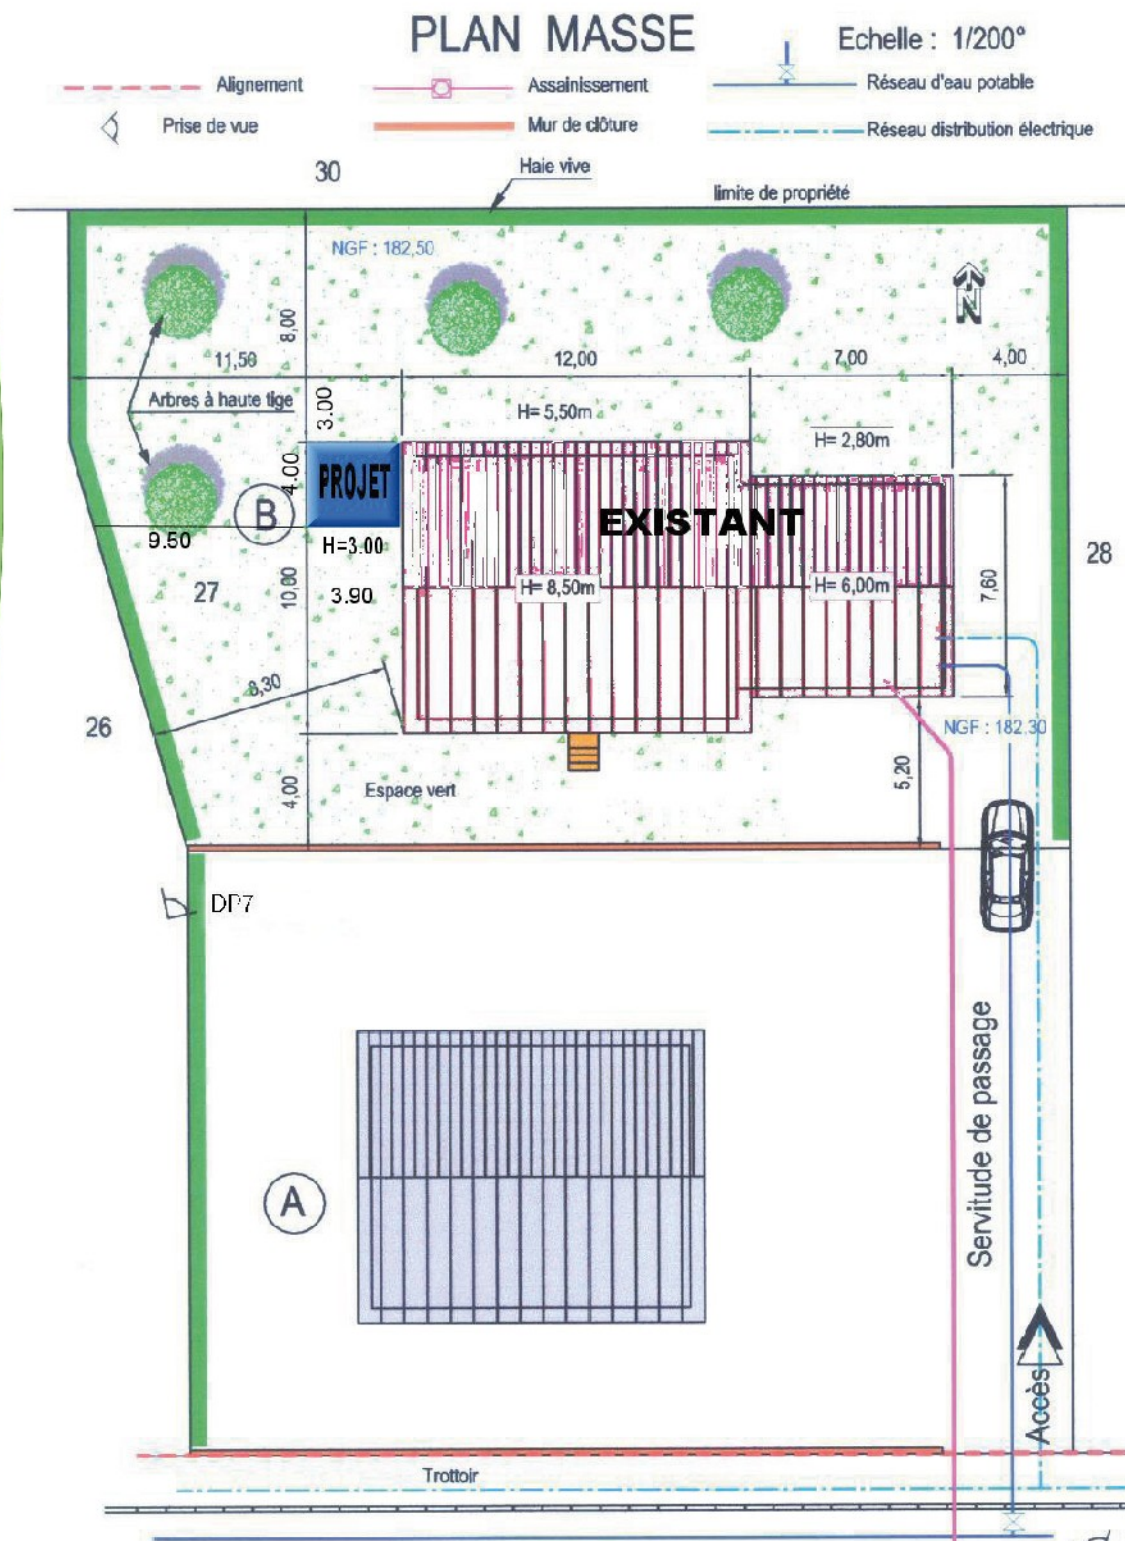 PLAN MASSE
Echelle : 1/200°
Alignement
Assainissement
Réseau d'eau potable
Prise de vue
Mur de clôture
Réseau distribution électrique
30
Haie vive
limite de propriété
NGF : 182,50
N
8,00
11,50
12,00
7,00
4,00
Arbres à haute tige
3.00
H= 5,50m
H= 2,80m
PROJET
4.00
B
EXISTANT
9.50
H=3.00
28
27
10,00
3.90
H= 8,50m
H= 6,00m
7,60
8,30
26
NGF : 182.30
4,00
Espace vert
5,20
DP7
Servitude de passage
A
Accès
Trottoir